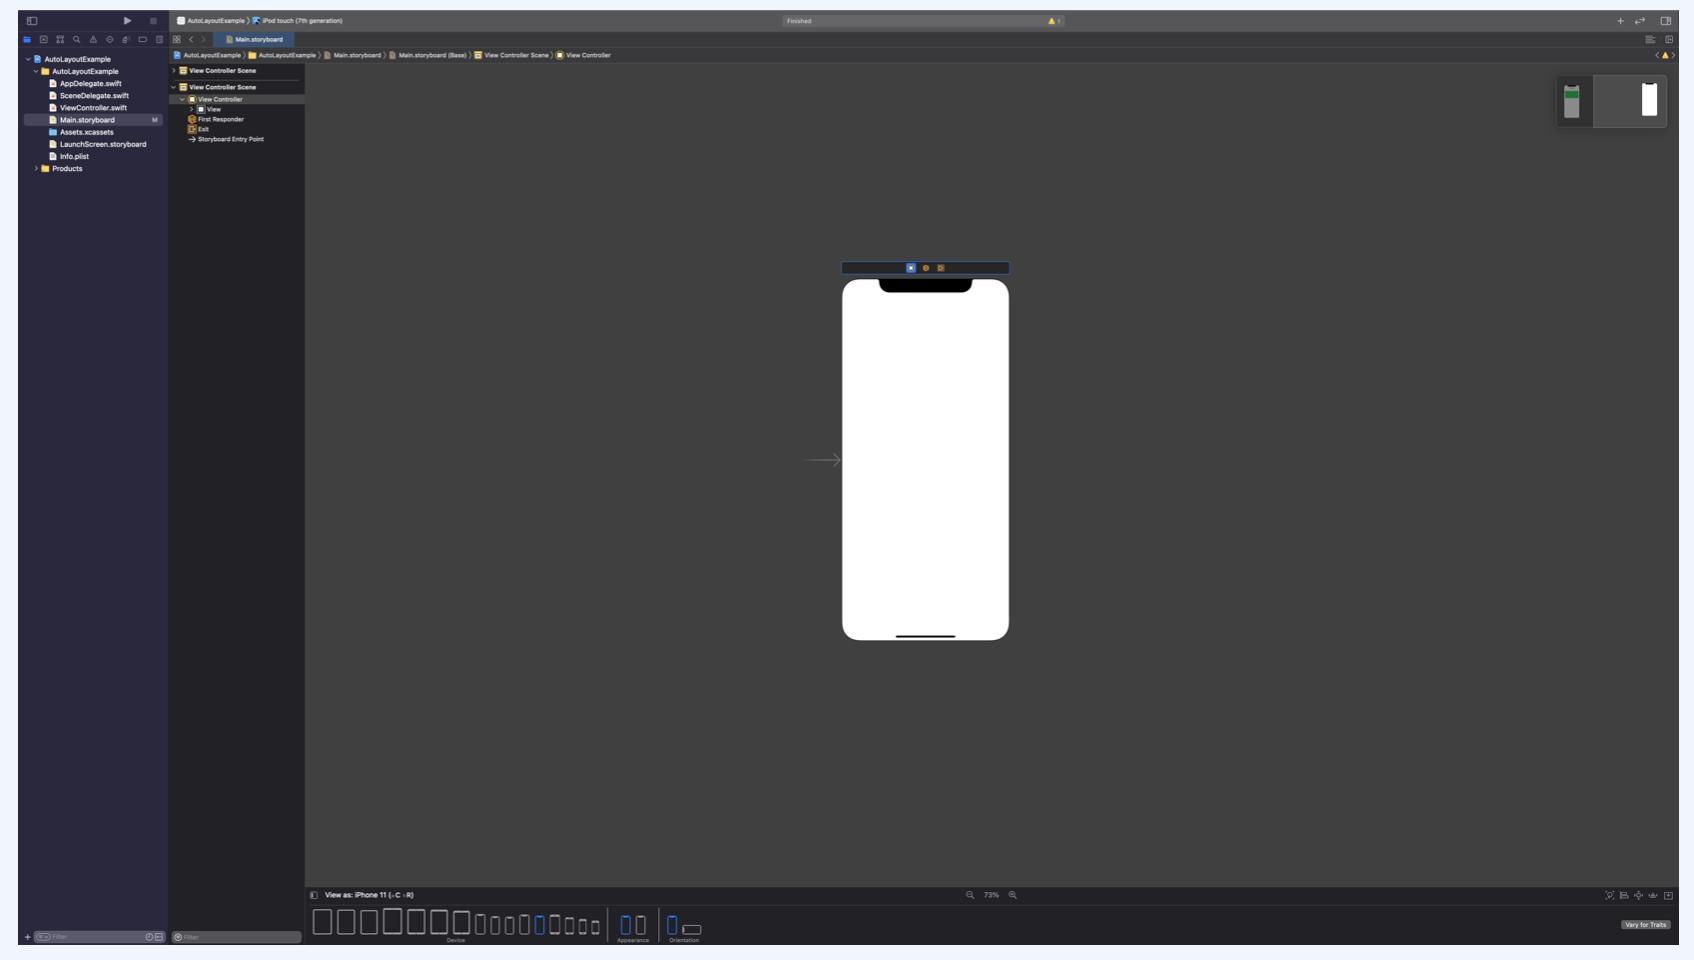 AutoLayoutExample iPod touch (7th generation)
Finished
1
Main.storyboard
AutoLayoutExample AutoLayoutExample Main.storyboard Main.storyboard (Base) View Controller Scene View Controller
AutoLayoutExample
AutoLayoutExample
AppDelegate.swift
SceneDelegate.swift
ViewController.swift
Main.storyboard M
Assets.xcassets
LaunchScreen.storyboard
Info.plist
Products
View Controller Scene
View Controller Scene
View Controller
View
First Responder
Exit
Storyboard Entry Point
View as: iPhone 11 (wC hR)
73%
Device
Appearance
Orientation
Vary for Traits
Filter
Filter